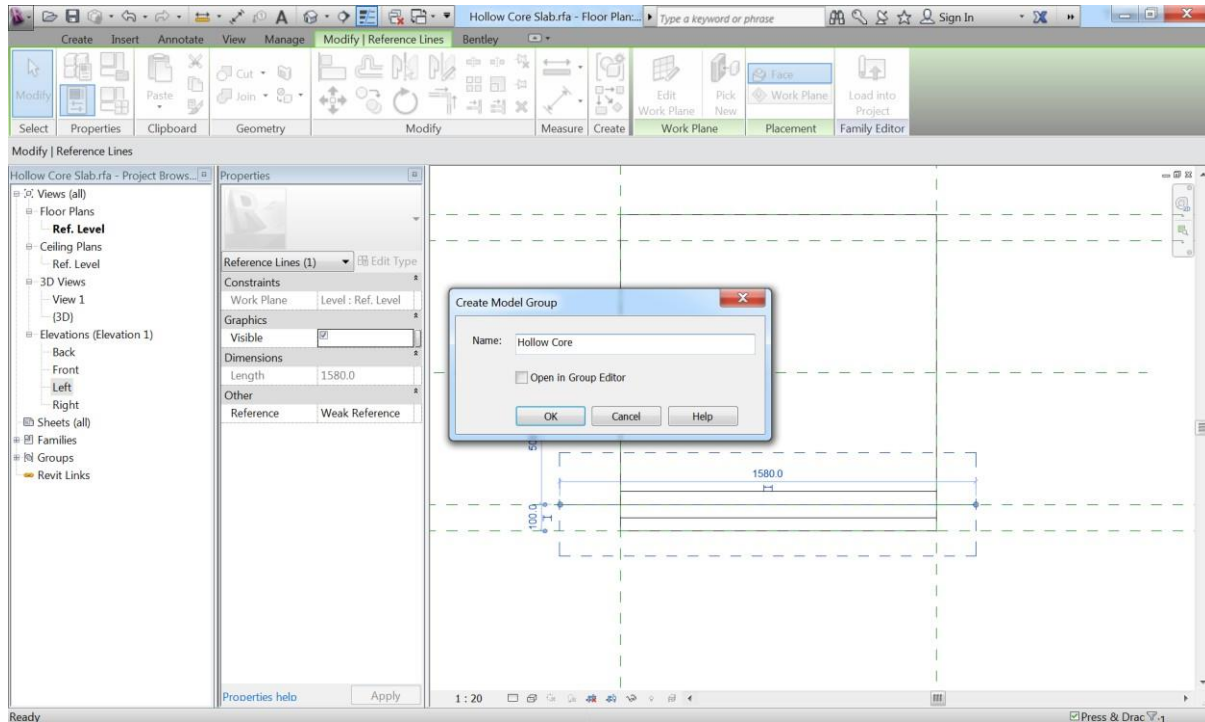 Hollow Core Slab.rfa - Floor Plan:...
Type a keyword or phrase
Sign In
Create Insert Annotate View Manage Modify | Reference Lines Bentley
Modify
Cut
Join
Paste
Edit Work Plane
Pick New
Face
Work Plane
Load into Project
Select Properties Clipboard Geometry Modify Measure Create Work Plane Placement Family Editor
Modify | Reference Lines
Hollow Core Slab.rfa - Project Brows...
Views (all)
Floor Plans
Ref. Level
Ceiling Plans
Ref. Level
3D Views
View 1
{3D}
Elevations (Elevation 1)
Back
Front
Left
Right
Sheets (all)
Families
Groups
Revit Links
Properties
Reference Lines (1) Edit Type
Constraints
Work Plane Level : Ref. Level
Graphics
Visible
Dimensions
Length 1580.0
Other
Reference Weak Reference
Properties help Apply
Create Model Group
Name: Hollow Core
Open in Group Editor
OK Cancel Help
1580.0
100.0
1 : 20
Ready
Press & Drac